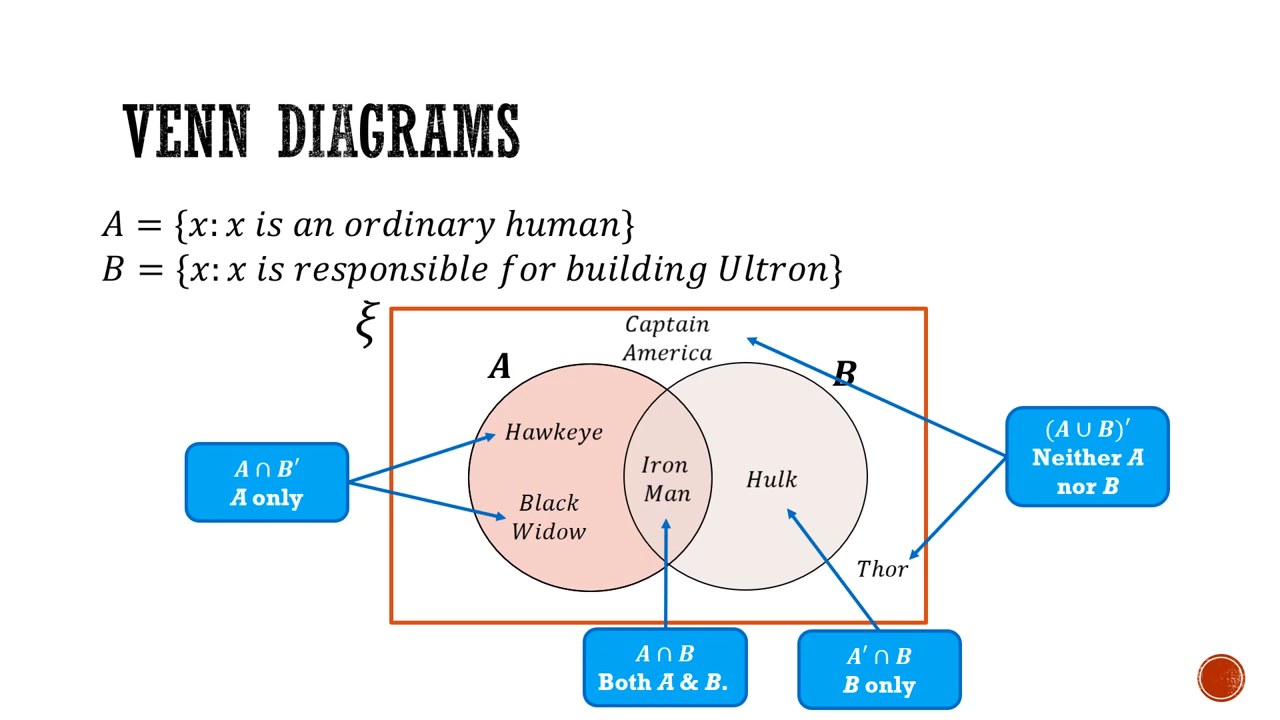 VENN DIAGRAMS
A = {x: x is an ordinary human}
B = {x: x is responsible for building Ultron}
ξ
Captain
America
A
B
Hawkeye
Black
Widow
Iron
Man
Hulk
Thor
A ∩ B′
A only
(A ∪ B)′
Neither A
nor B
A ∩ B
Both A & B.
A′ ∩ B
B only